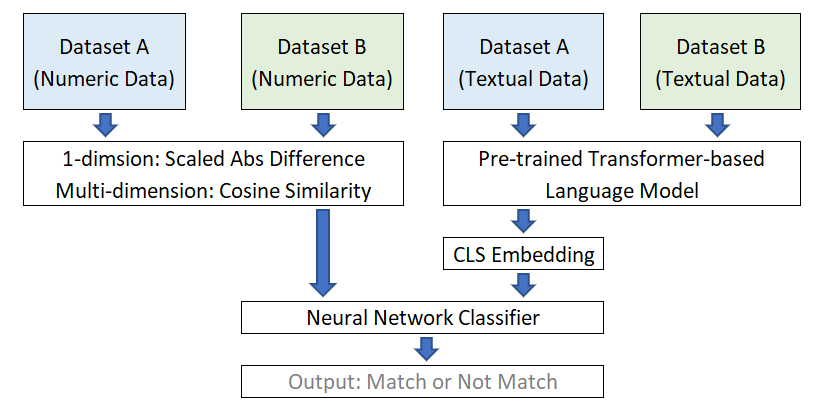 Dataset A
(Numeric Data)
Dataset B
(Numeric Data)
Dataset A
(Textual Data)
Dataset B
(Textual Data)
1-dimsion: Scaled Abs Difference
Multi-dimension: Cosine Similarity
Pre-trained Transformer-based
Language Model
CLS Embedding
Neural Network Classifier
Output: Match or Not Match